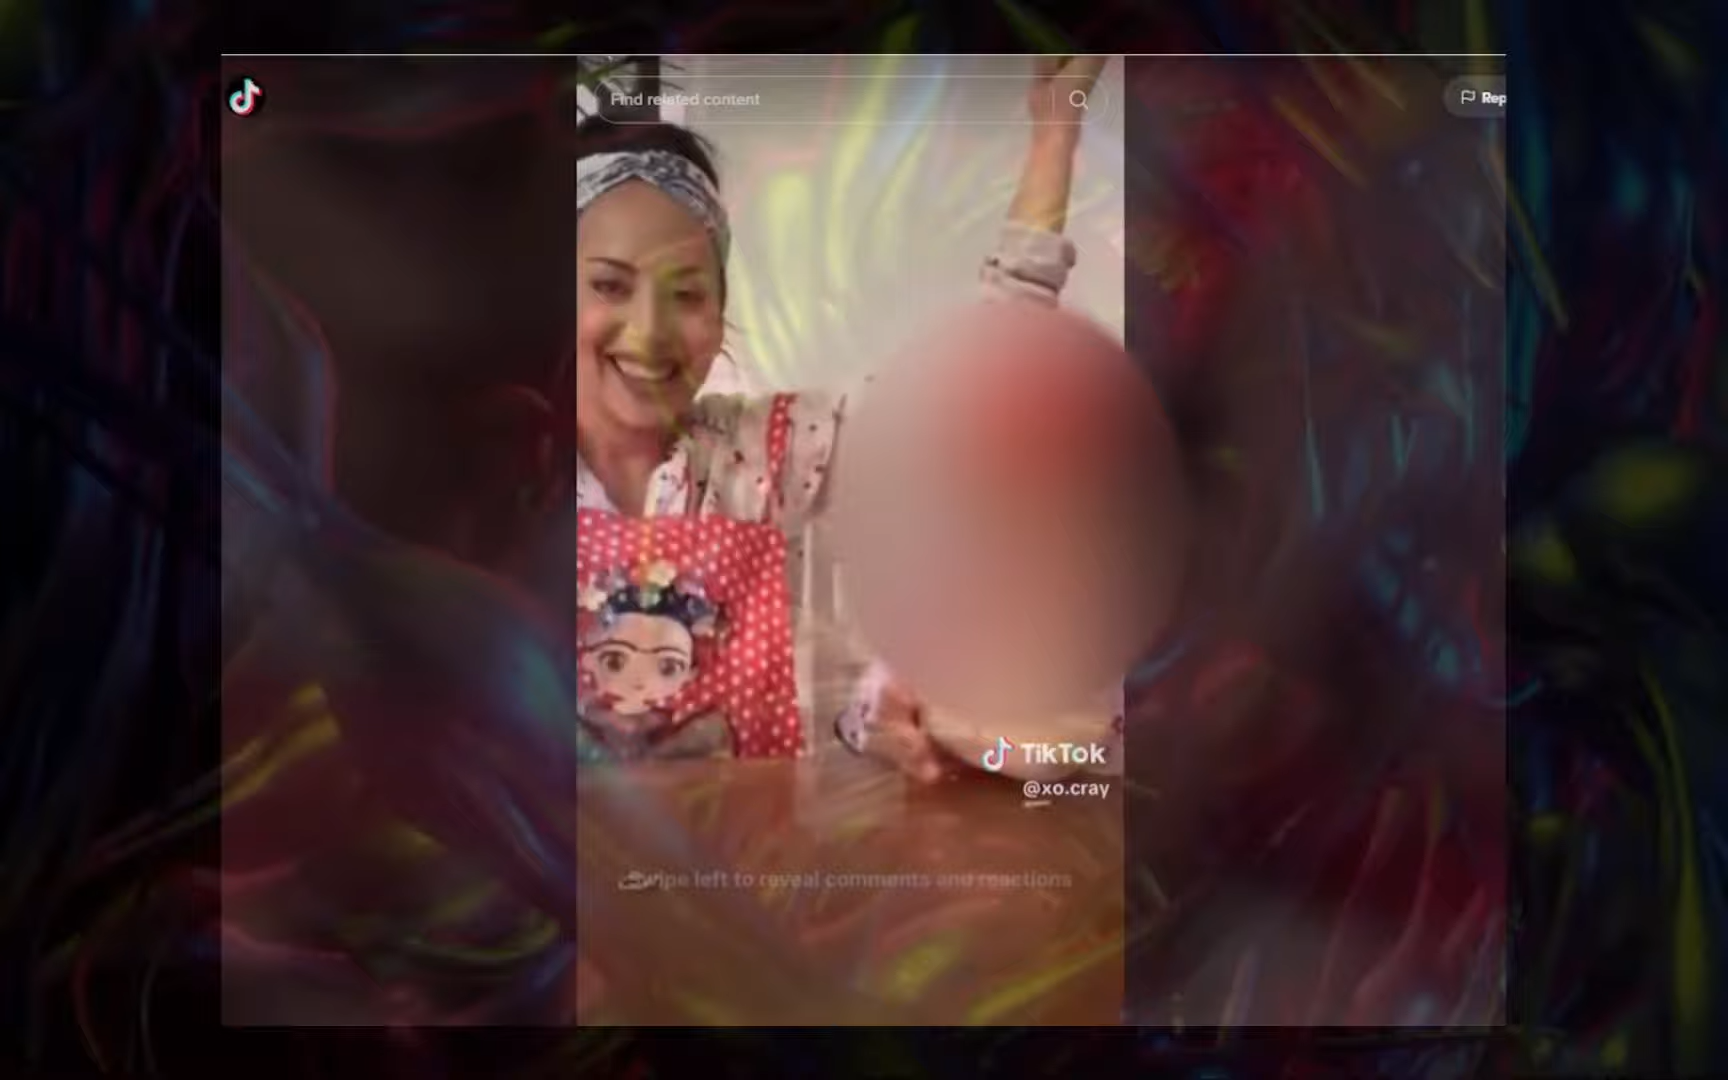 Find related content
Rep
TikTok
@xo.cray
Swipe left to reveal comments and reactions